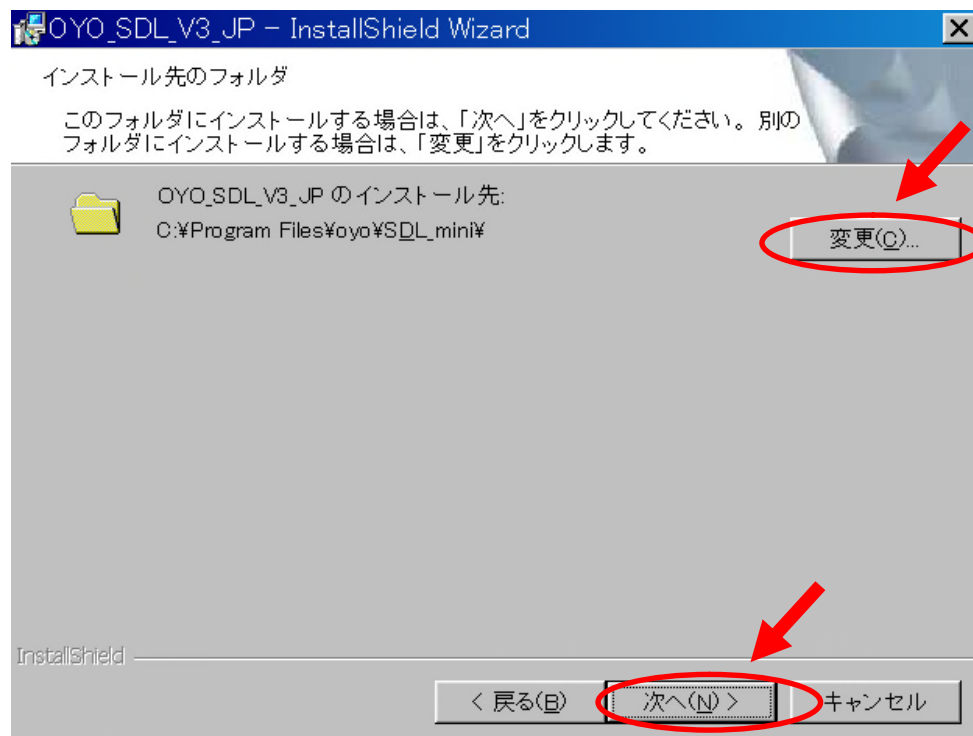 OYO_SDL_V3_JP – InstallShield Wizard
インストール先のフォルダ
このフォルダにインストールする場合は、「次へ」をクリックしてください。 別の
フォルダにインストールする場合は、「変更」をクリックします。
OYO_SDL_V3_JP のインストール先:
C:¥Program Files¥oyo¥SDL_mini¥
変更(C)...
InstallShield
< 戻る(B)
次へ(N) >
キャンセル